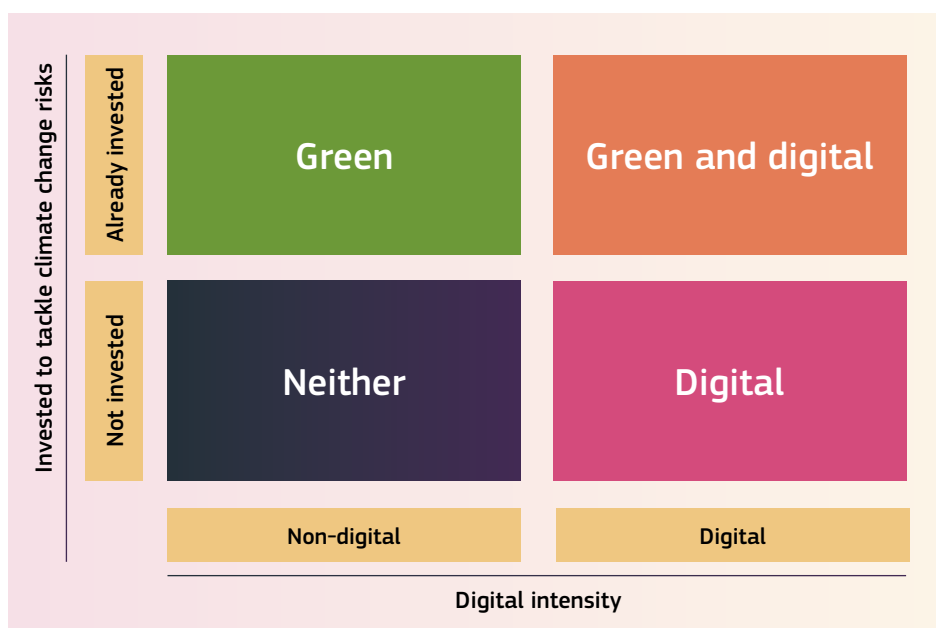 Invested to tackle climate change risks
Already invested
Green
Green and digital
Not invested
Neither
Digital
Non-digital
Digital
Digital intensity